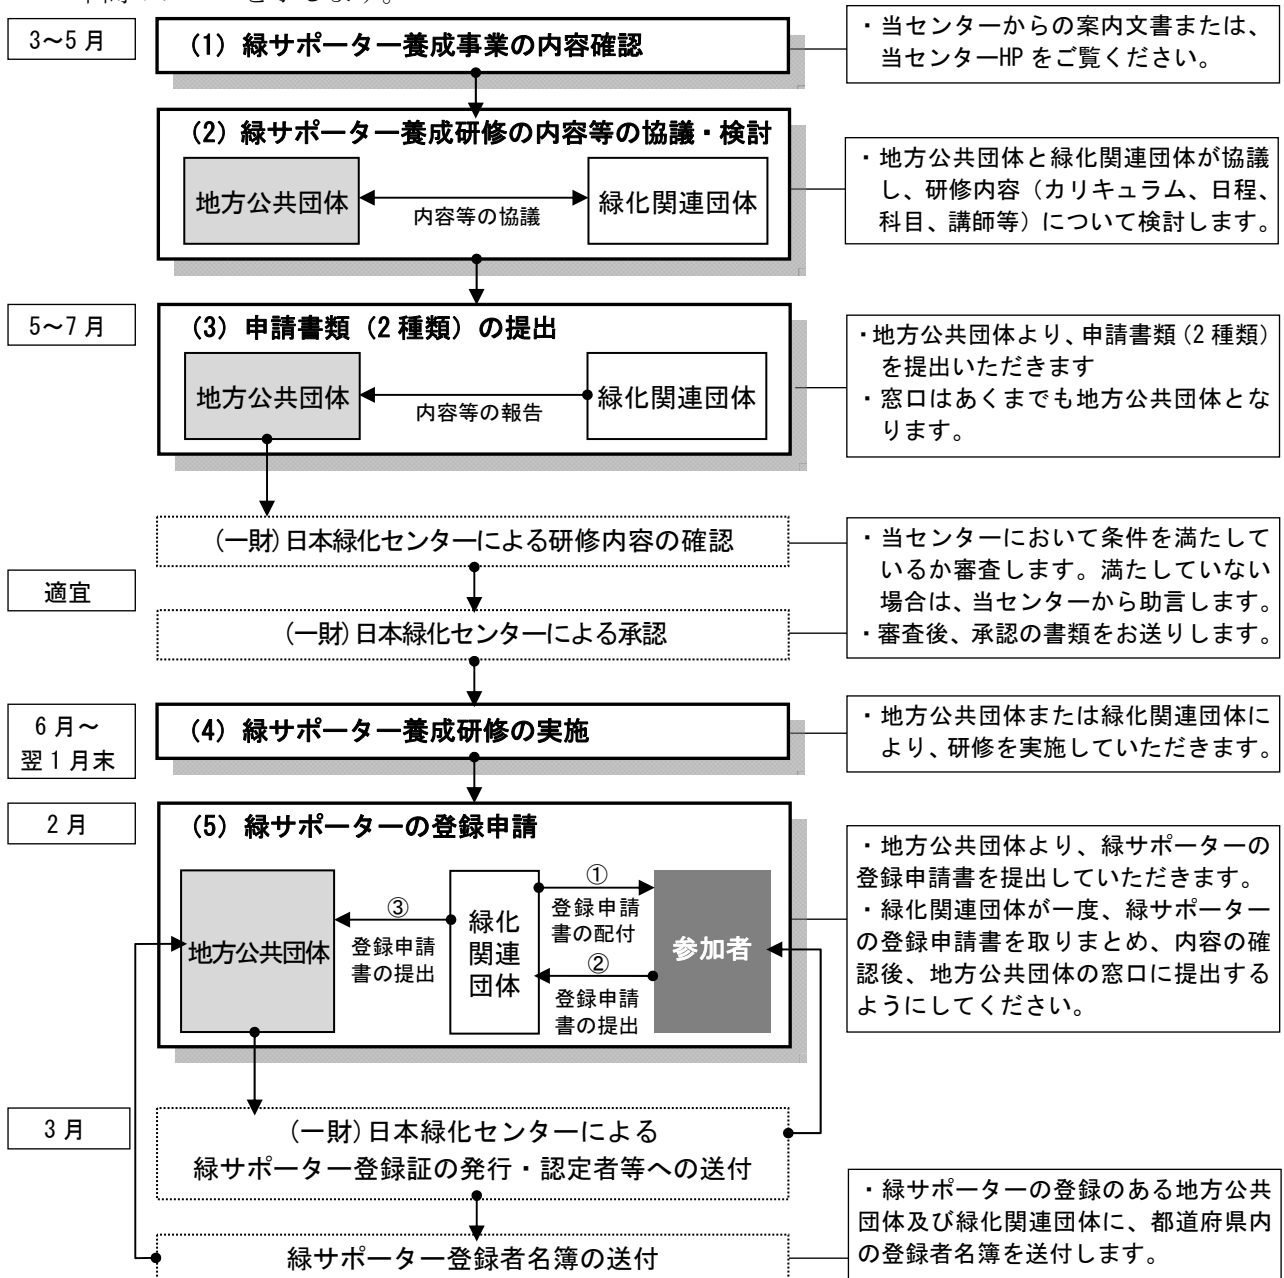 3～5月
(1) 緑サポーター養成事業の内容確認
・当センターからの案内文書または、
当センターHPをご覧ください。
(2) 緑サポーター養成研修の内容等の協議・検討
地方公共団体
内容等の協議
緑化関連団体
・地方公共団体と緑化関連団体が協議
し、研修内容（カリキュラム、日程、
科目、講師等）について検討します。
5～7月
(3) 申請書類（2種類）の提出
地方公共団体
内容等の報告
緑化関連団体
・地方公共団体より、申請書類（2種類）
を提出いただきます
・窓口はあくまでも地方公共団体とな
ります。
(一財)日本緑化センターによる研修内容の確認
適宜
(一財)日本緑化センターによる承認
・当センターにおいて条件を満たして
いるか審査します。満たしていない
場合は、当センターから助言します。
・審査後、承認の書類をお送りします。
6月～
翌1月末
(4) 緑サポーター養成研修の実施
・地方公共団体または緑化関連団体に
より、研修を実施していただきます。
2月
(5) 緑サポーターの登録申請
地方公共団体
③
登録申請
書の提出
緑化
関連
団体
①
登録申請
書の配付
②
登録申請
書の提出
参加者
・地方公共団体より、緑サポーターの
登録申請書を提出していただきます。
・緑化関連団体が一度、緑サポーター
の登録申請書を取りまとめ、内容の確
認後、地方公共団体の窓口に提出する
ようにしてください。
3月
(一財)日本緑化センターによる
緑サポーター登録証の発行・認定者等への送付
緑サポーター登録者名簿の送付
・緑サポーターの登録のある地方公共
団体及び緑化関連団体に、都道府県内
の登録者名簿を送付します。